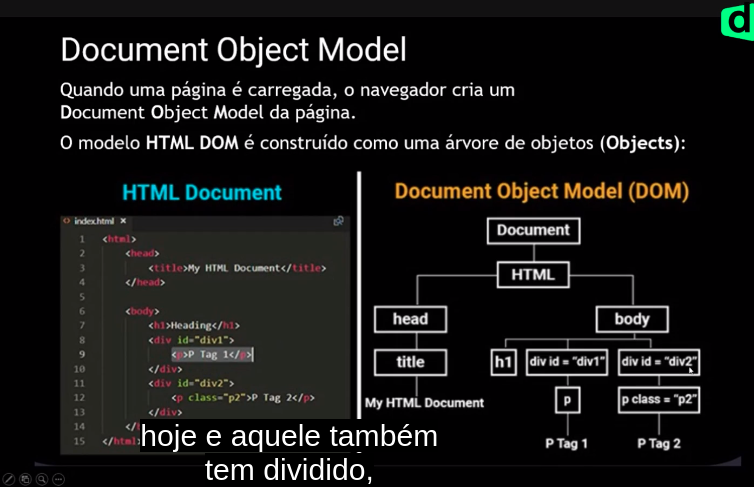 d
Document Object Model
Quando uma página é carregada, o navegador cria um
Document Object Model da página.
O modelo HTML DOM é construído como uma árvore de objetos (Objects):
HTML Document
index.html ×
1 <html>
2 <head>
3 <title>My HTML Document</title>
4 </head>
5
6 <body>
7 <h1>Heading</h1>
8 <div id="div1">
9 <p>P Tag 1</p>
10 </div>
11 <div id="div2">
12 <p class="p2">P Tag 2</p>
13 </div>
14 </
15 </html>
Document Object Model (DOM)
Document
HTML
head
body
title
h1
div id = "div1"
div id = "div2"
My HTML Document
p
p class = "p2"
P Tag 1
P Tag 2
hoje e aquele também
tem dividido,